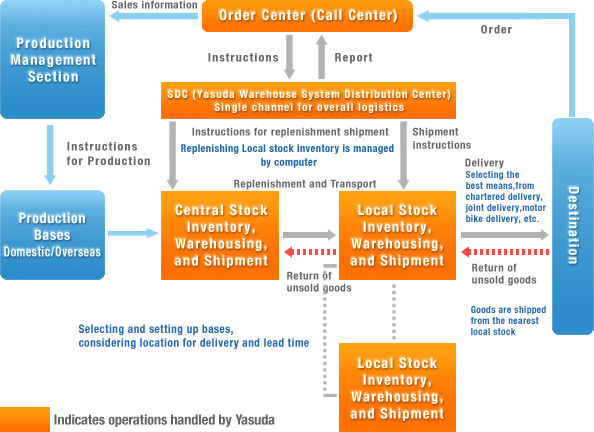 Sales information
Order Center (Call Center)
Order
Production
Management
Section
Instructions
Report
SDC (Yasuda Warehouse System Distribution Center)
Single channel for overall logistics
Instructions
for Production
Instructions for replenishment shipment
Replenishing Local stock inventory is managed
by computer
Shipment
instructions
Replenishment and Transport
Delivery
Selecting the
best means,from
chartered delivery,
joint delivery,motor
bike delivery, etc.
Destination
Production
Bases
Domestic/Overseas
Central Stock
Inventory,
Warehousing,
and Shipment
Local Stock
Inventory,
Warehousing,
and Shipment
Return of
unsold goods
Return of
unsold goods
Selecting and setting up bases,
considering location for delivery and lead time
Goods are shipped
from the nearest
local stock
Local Stock
Inventory,
Warehousing,
and Shipment
Indicates operations handled by Yasuda